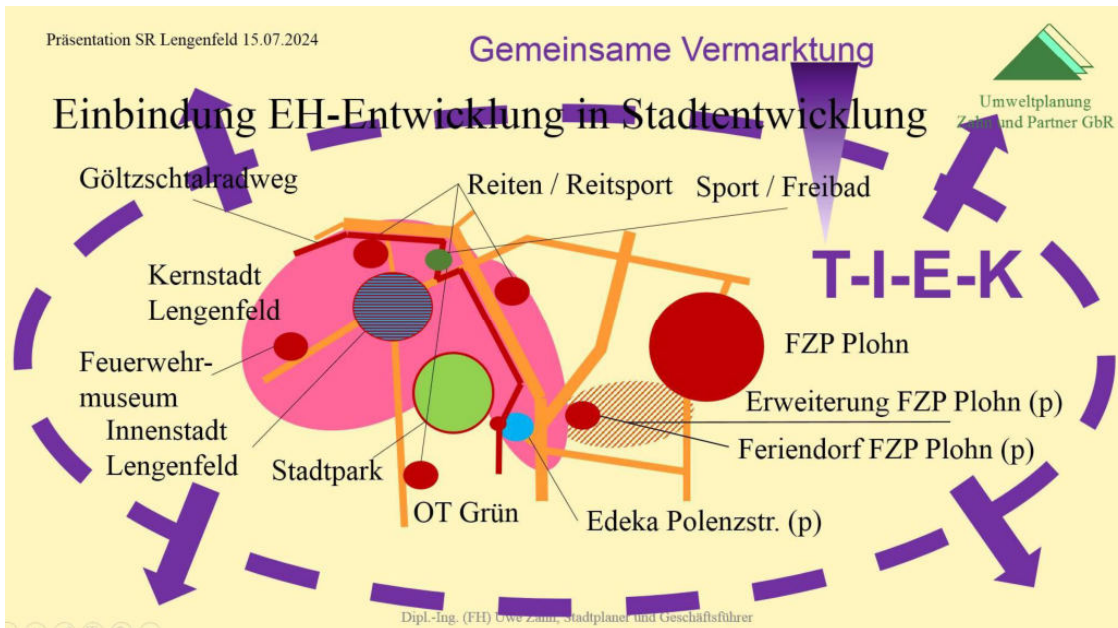 Präsentation SR Lengenfeld 15.07.2024
Gemeinsame Vermarktung
Umweltplanung
Zahn und Partner GbR
Einbindung EH-Entwicklung in Stadtentwicklung
Göltzschtalradweg
Reiten / Reitsport
Sport / Freibad
T-I-E-K
Kernstadt
Lengenfeld
FZP Plohn
Feuerwehr-
museum
Erweiterung FZP Plohn (p)
Innenstadt
Lengenfeld
Feriendorf FZP Plohn (p)
Stadtpark
OT Grün
Edeka Polenzstr. (p)
Dipl.-Ing. (FH) Uwe Zahn, Stadtplaner und Geschäftsführer